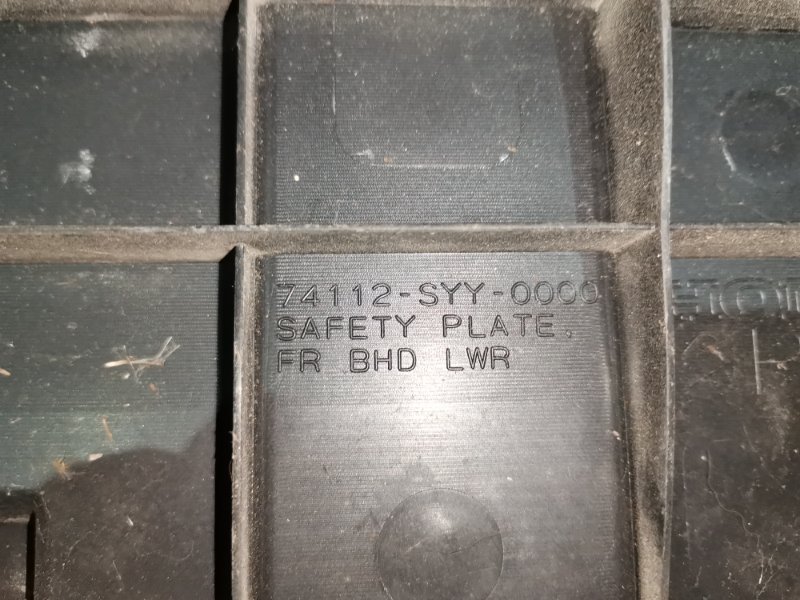 74112-SYY-0000
SAFETY PLATE.
FR BHD LWR